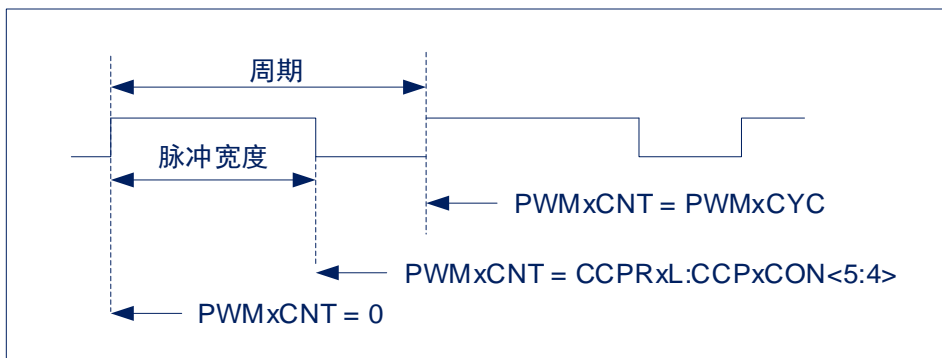 周期
脉冲宽度
PWMxCNT = PWMxCYC
PWMxCNT = CCPRxL:CCPxCON<5:4>
PWMxCNT = 0